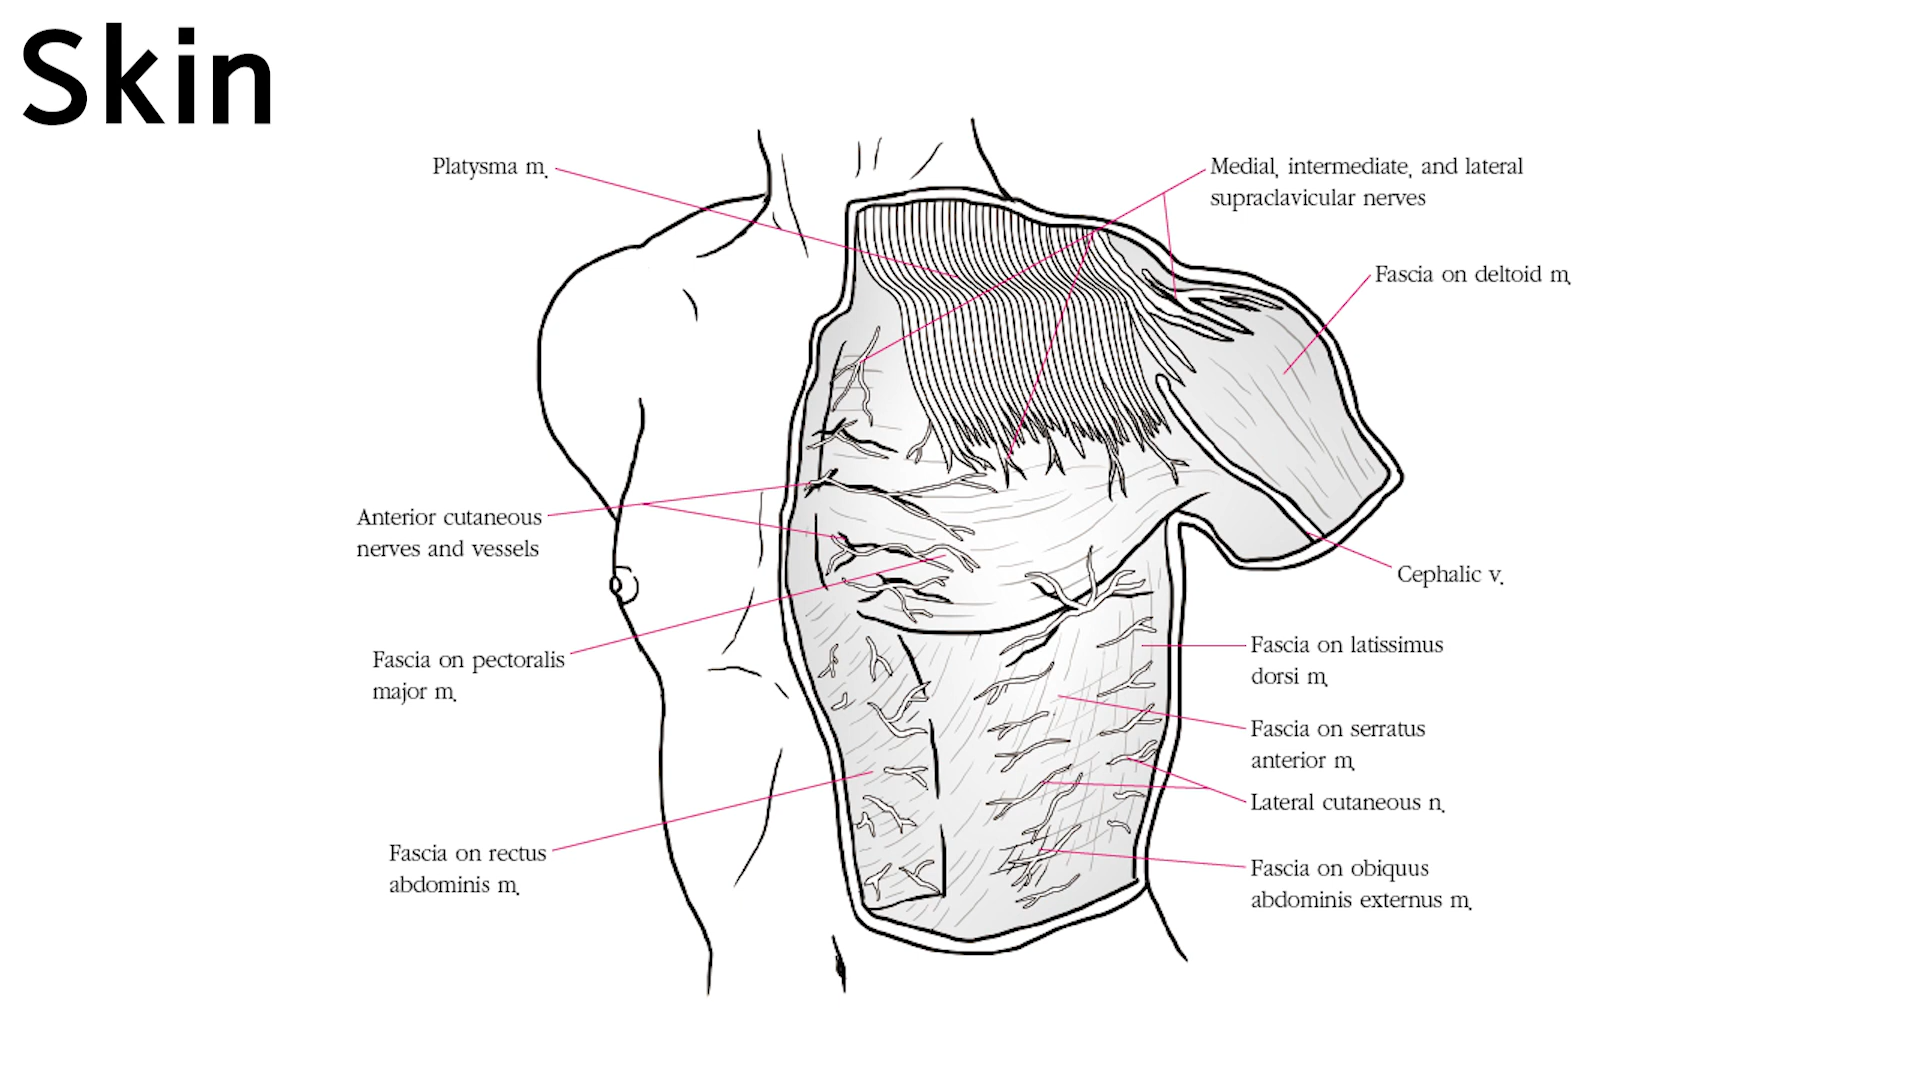 Skin
Platysma m.
Medial, intermediate, and lateral
supraclavicular nerves
Fascia on deltoid m.
Anterior cutaneous
nerves and vessels
Cephalic v.
Fascia on pectoralis
major m.
Fascia on latissimus
dorsi m.
Fascia on serratus
anterior m.
Lateral cutaneous n.
Fascia on rectus
abdominis m.
Fascia on obiquus
abdominis externus m.